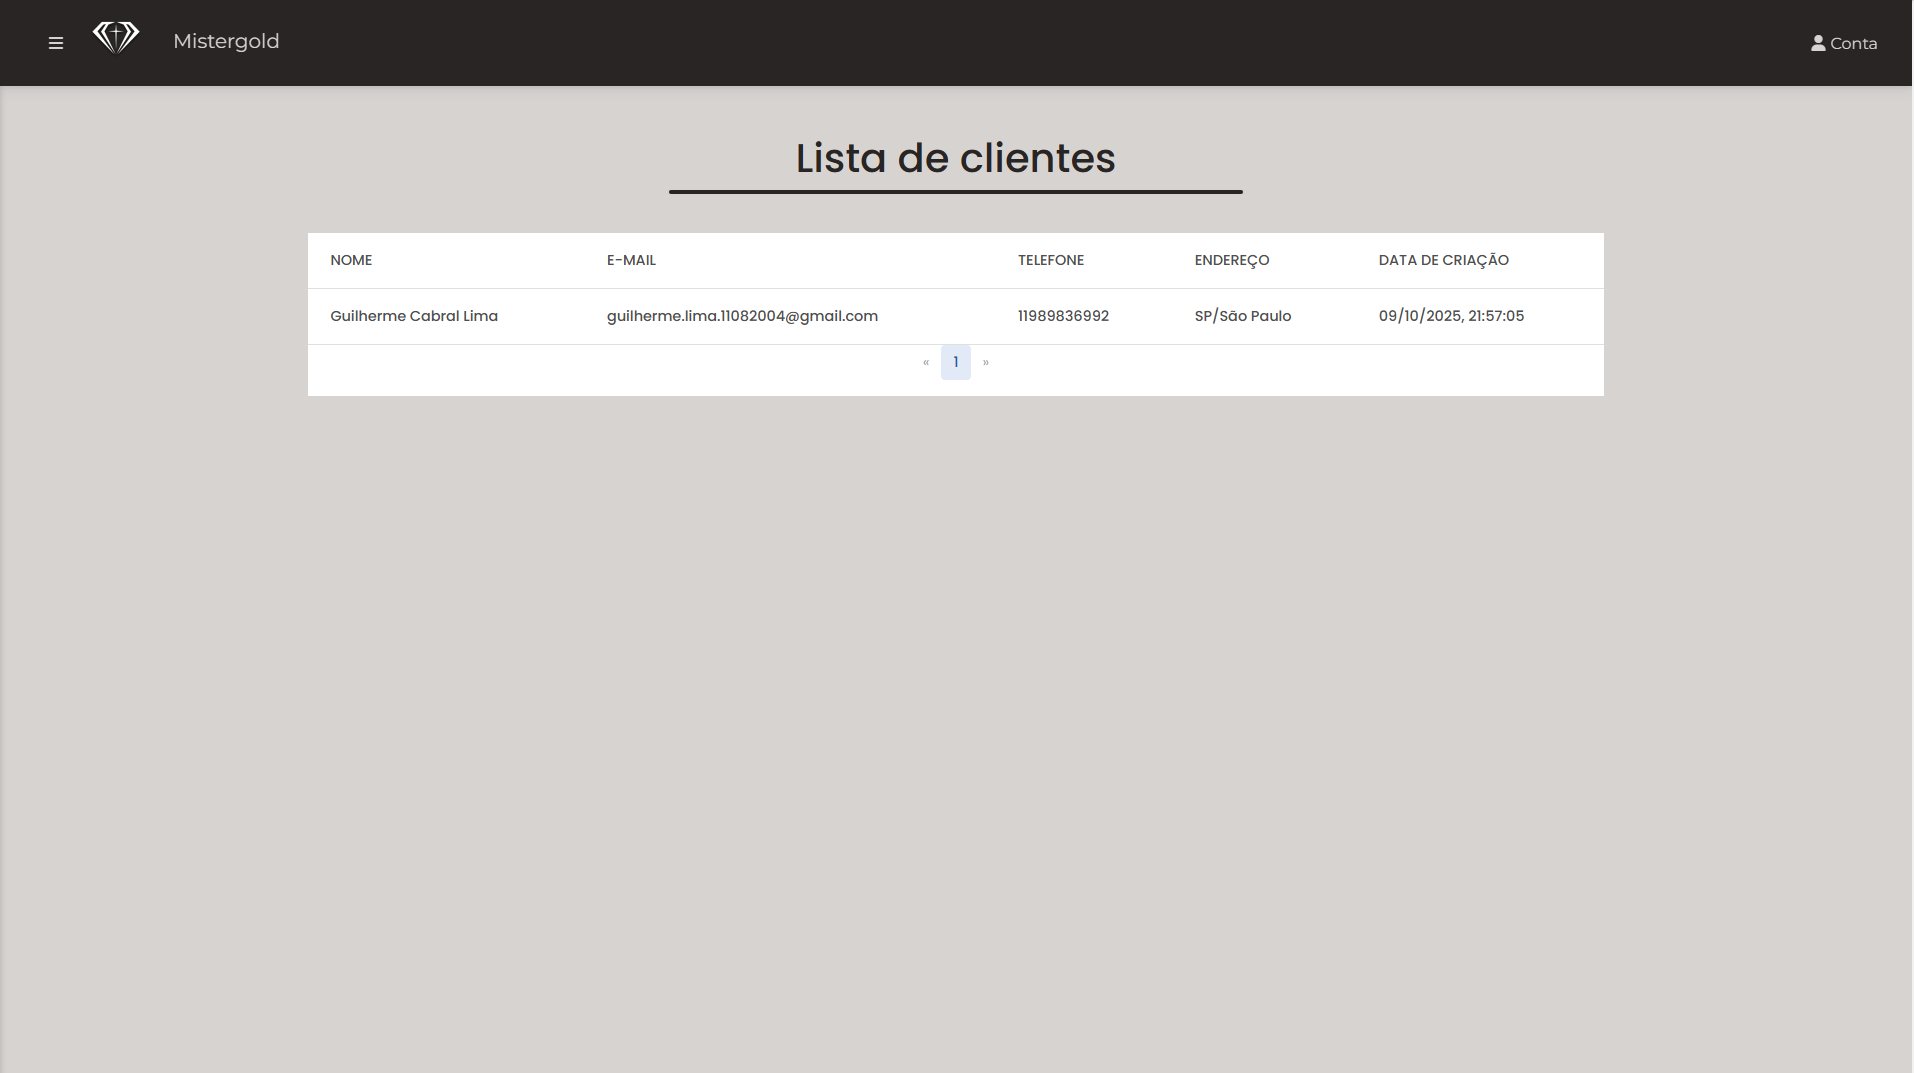 Mistergold
Conta
Lista de clientes
NOME E-MAIL TELEFONE ENDEREÇO DATA DE CRIAÇÃO
Guilherme Cabral Lima guilherme.lima.11082004@gmail.com 11989836992 SP/São Paulo 09/10/2025, 21:57:05
« 1 »